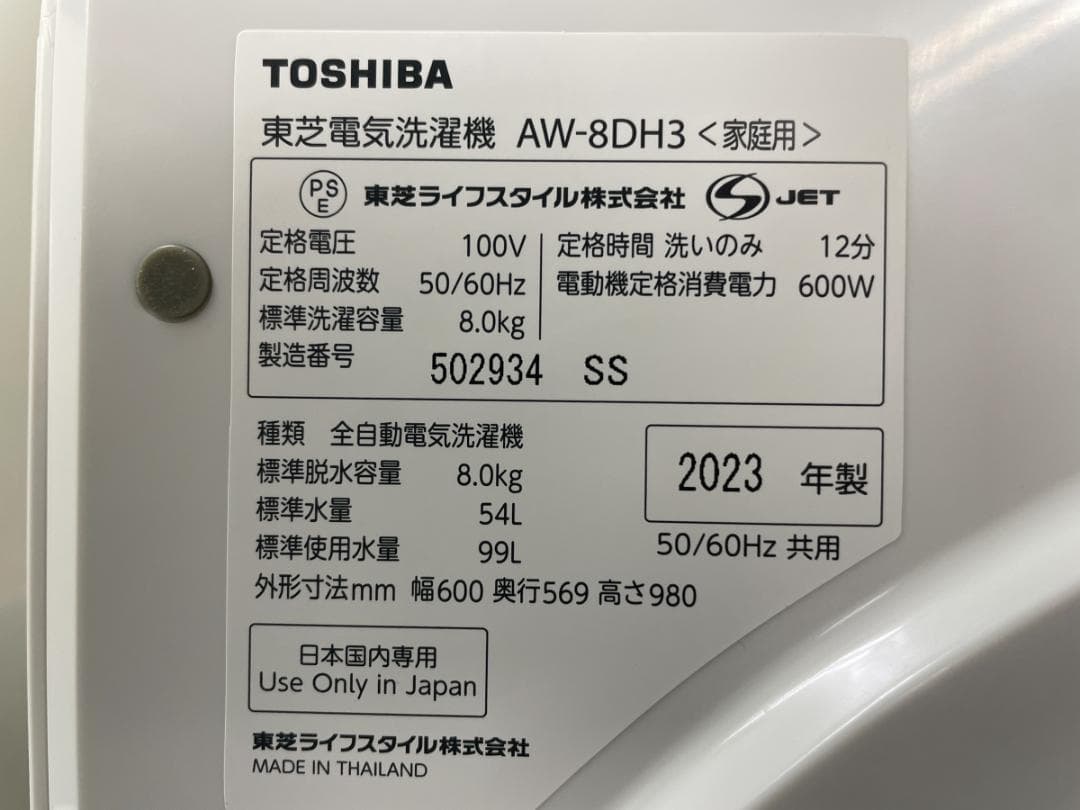 TOSHIBA
東芝電気洗濯機 AW-8DH3 <家庭用>
PS E 東芝ライフスタイル株式会社 S JET
定格電圧 100V 定格時間 洗いのみ 12分
定格周波数 50/60Hz 電動機定格消費電力 600W
標準洗濯容量 8.0kg
製造番号 502934 SS
種類 全自動電気洗濯機
標準脱水容量 8.0kg 2023 年製
標準水量 54L
標準使用水量 99L 50/60Hz 共用
外形寸法mm 幅600 奥行569 高さ980
日本国内専用
Use Only in Japan
東芝ライフスタイル株式会社
MADE IN THAILAND